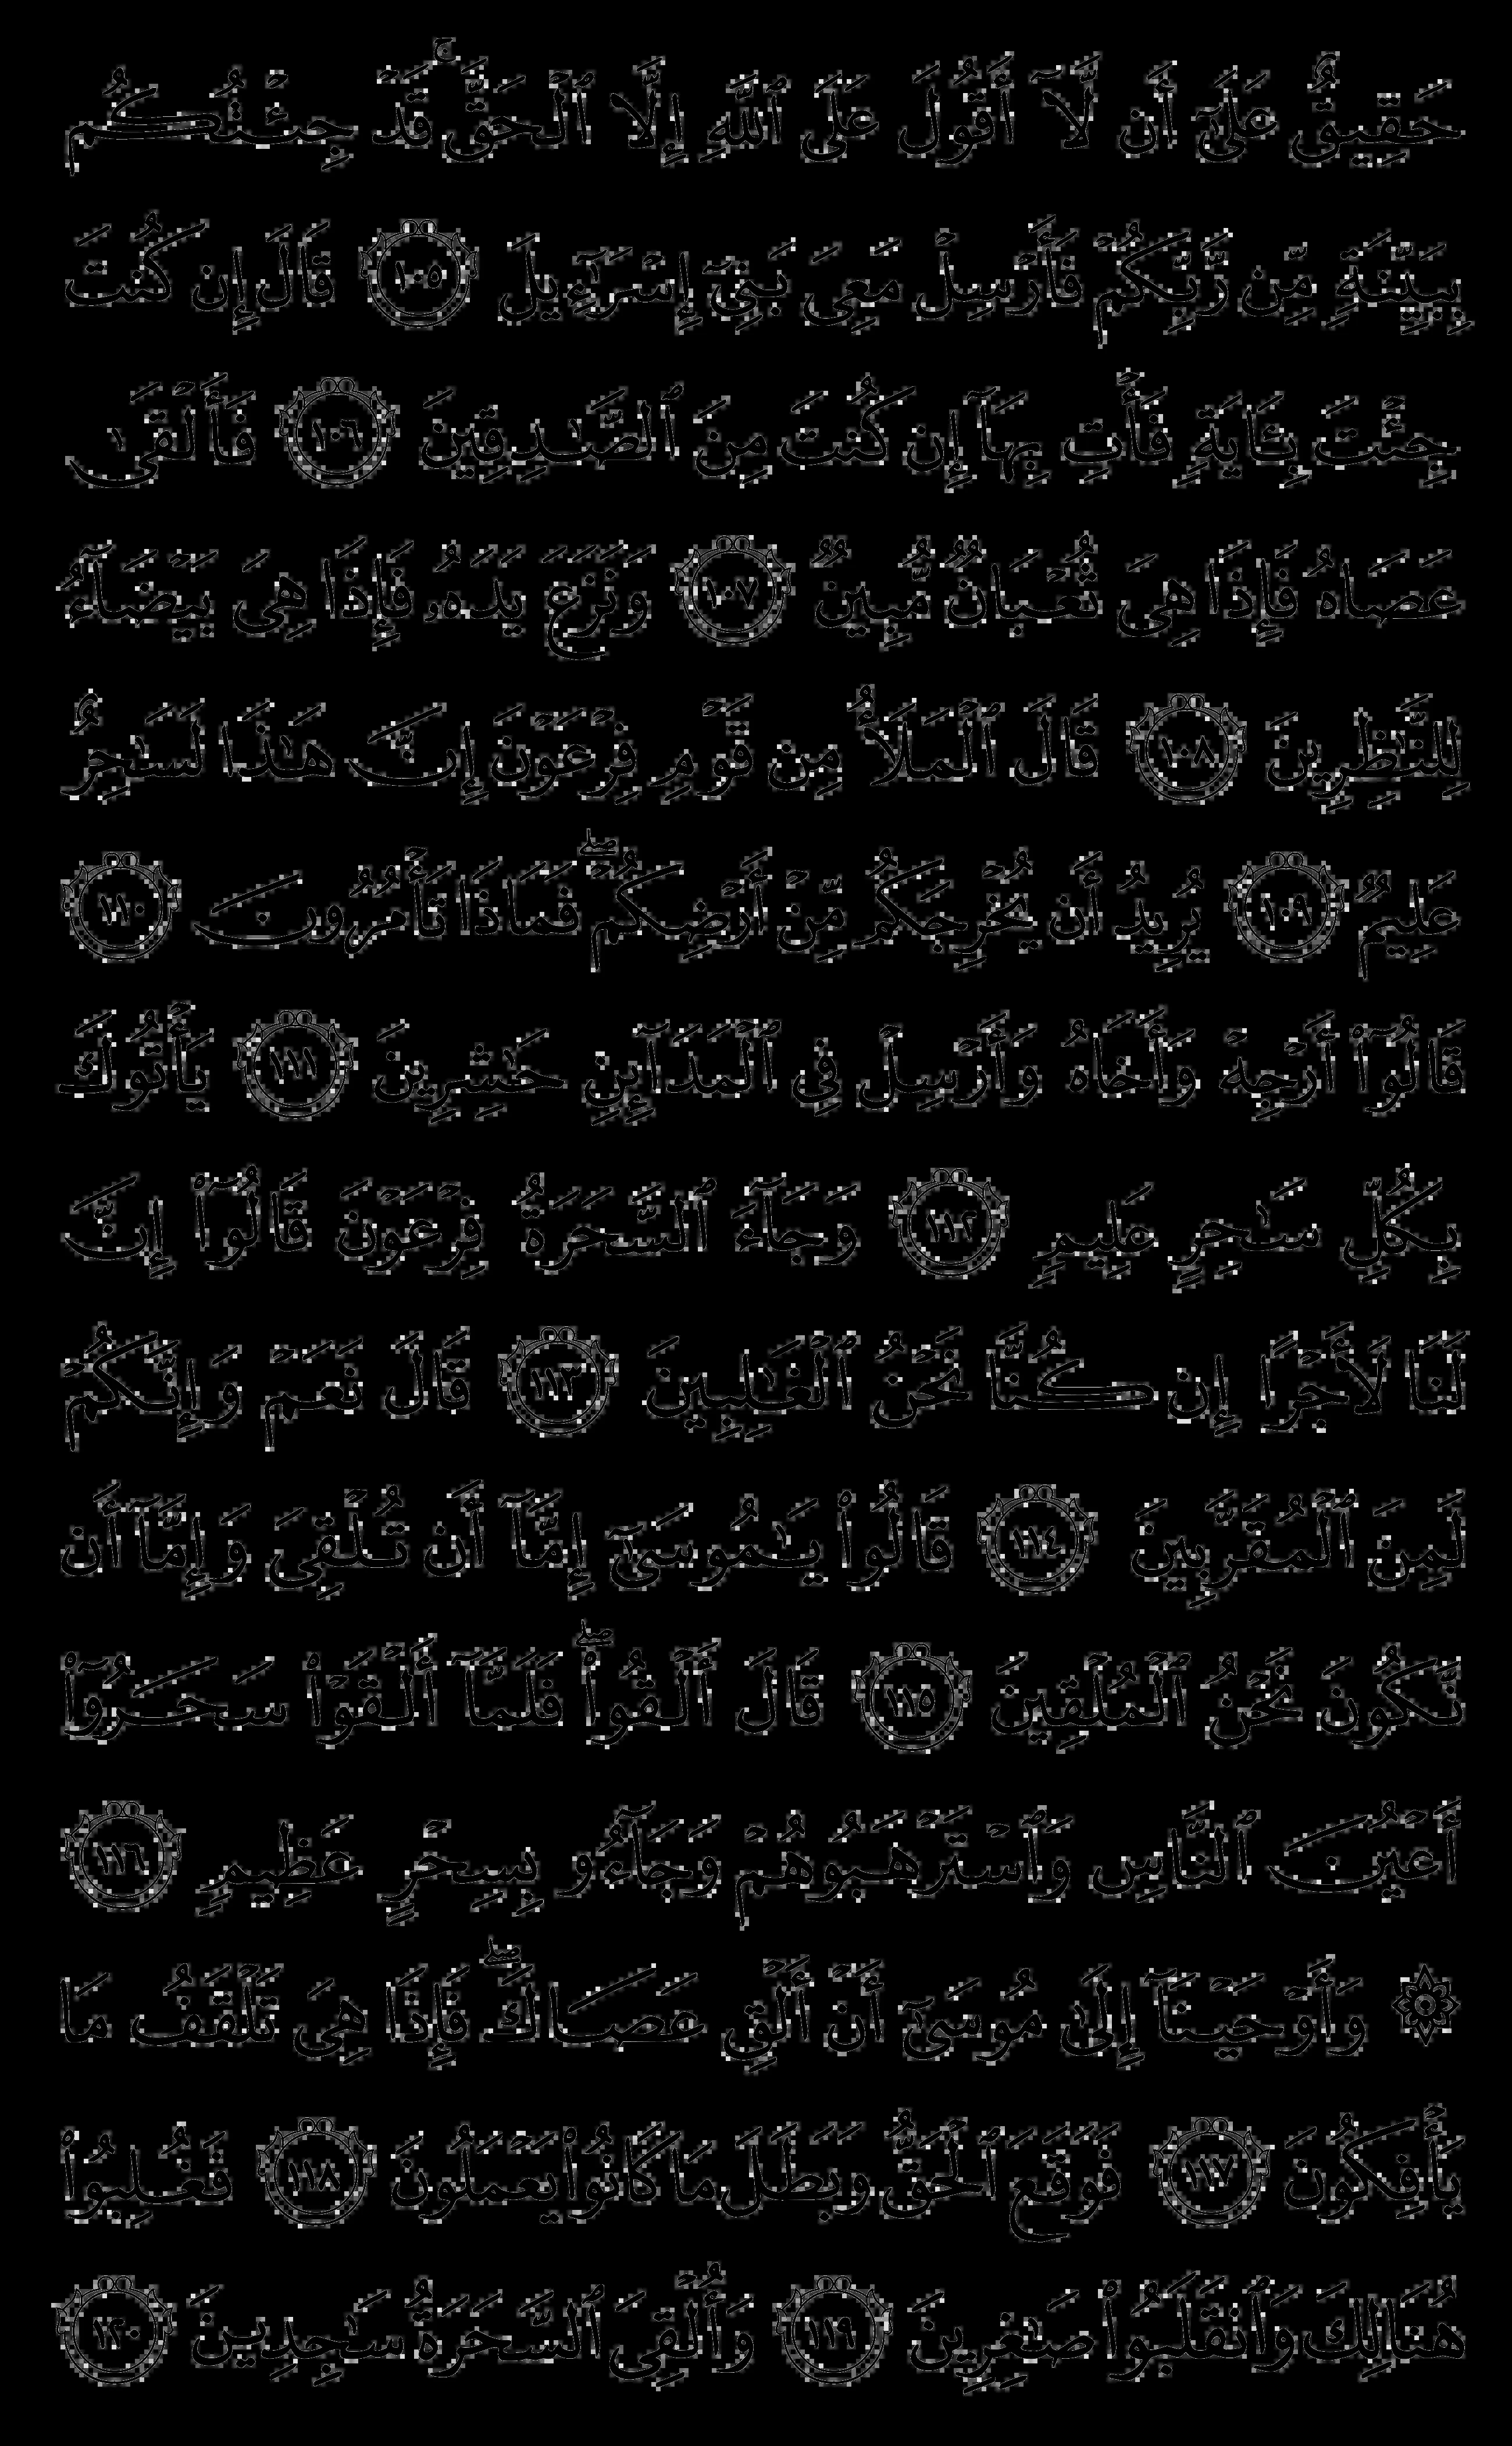 حَقِيقٌ عَلَىٰٓ أَن لَّآ أَقُولَ عَلَى ٱللَّهِ إِلَّا ٱلْحَقَّ ۚ قَدْ جِئْتُكُم
بِبَيِّنَةٍ مِّن رَّبِّكُمْ فَأَرْسِلْ مَعِىَ بَنِىٓ إِسْرَٰٓءِيلَ ١٠٥ قَالَ إِن كُنتَ
جِئْتَ بِـَٔايَةٍ فَأْتِ بِهَآ إِن كُنتَ مِنَ ٱلصَّـٰدِقِينَ ١٠٦ فَأَلْقَىٰ
عَصَاهُ فَإِذَا هِىَ ثُعْبَانٌ مُّبِينٌ ١٠٧ وَنَزَعَ يَدَهُۥ فَإِذَا هِىَ بَيْضَآءُ
لِلنَّـٰظِرِينَ ١٠٨ قَالَ ٱلْمَلَأُ مِن قَوْمِ فِرْعَوْنَ إِنَّ هَـٰذَا لَسَـٰحِرٌ
عَلِيمٌ ١٠٩ يُرِيدُ أَن يُخْرِجَكُم مِّنْ أَرْضِكُمْ ۖ فَمَاذَا تَأْمُرُونَ ١١٠
قَالُوٓا۟ أَرْجِهْ وَأَخَاهُ وَأَرْسِلْ فِى ٱلْمَدَآئِنِ حَـٰشِرِينَ ١١١ يَأْتُوكَ
بِكُلِّ سَـٰحِرٍ عَلِيمٍ ١١٢ وَجَآءَ ٱلسَّحَرَةُ فِرْعَوْنَ قَالُوٓا۟ إِنَّ
لَنَا لَأَجْرًا إِن كُنَّا نَحْنُ ٱلْغَـٰلِبِينَ ١١٣ قَالَ نَعَمْ وَإِنَّكُمْ
لَمِنَ ٱلْمُقَرَّبِينَ ١١٤ قَالُوا۟ يَـٰمُوسَىٰٓ إِمَّآ أَن تُلْقِىَ وَإِمَّآ أَن
نَّكُونَ نَحْنُ ٱلْمُلْقِينَ ١١٥ قَالَ أَلْقُوا۟ ۖ فَلَمَّآ أَلْقَوْا۟ سَحَرُوٓا۟
أَعْيُنَ ٱلنَّاسِ وَٱسْتَرْهَبُوهُمْ وَجَآءُو بِسِحْرٍ عَظِيمٍ ١١٦
۞ وَأَوْحَيْنَآ إِلَىٰ مُوسَىٰٓ أَنْ أَلْقِ عَصَاكَ ۖ فَإِذَا هِىَ تَلْقَفُ مَا
يَأْفِكُونَ ١١٧ فَوَقَعَ ٱلْحَقُّ وَبَطَلَ مَا كَانُوا۟ يَعْمَلُونَ ١١٨ فَغُلِبُوا۟
هُنَالِكَ وَٱنقَلَبُوا۟ صَـٰغِرِينَ ١١٩ وَأُلْقِىَ ٱلسَّحَرَةُ سَـٰجِدِينَ ١٢٠